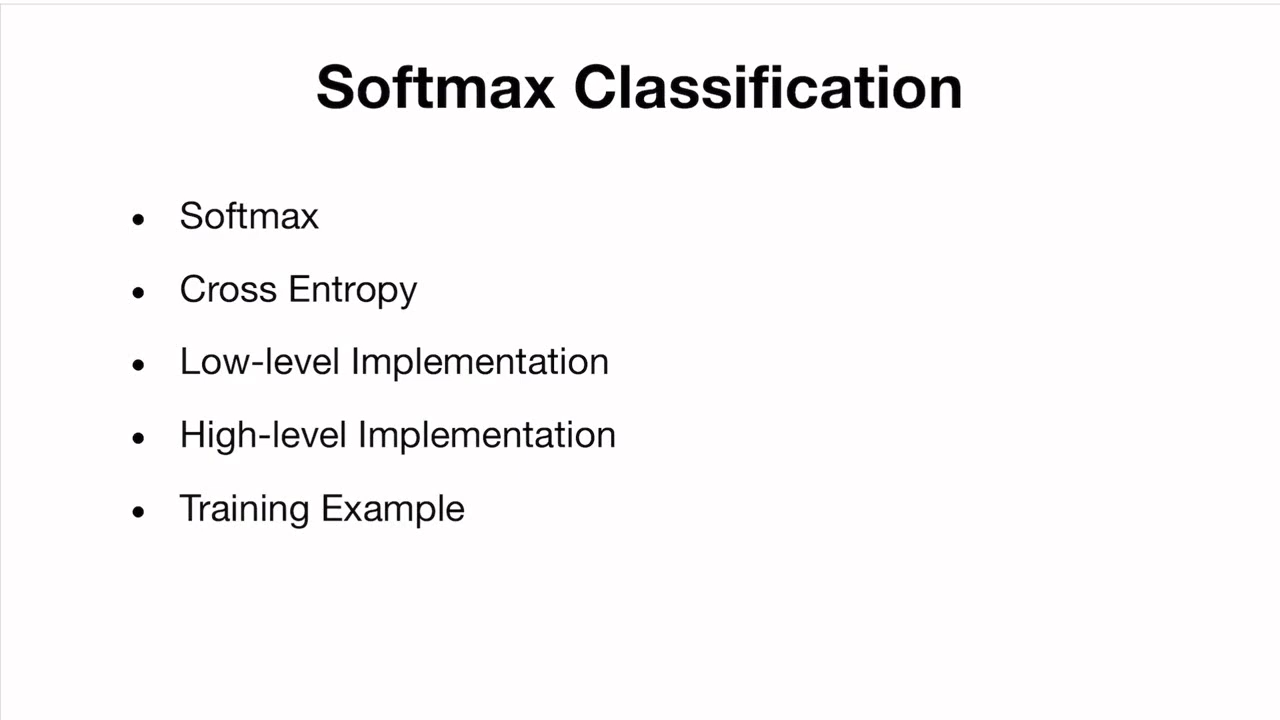 Softmax Classification
• Softmax
• Cross Entropy
• Low-level Implementation
• High-level Implementation
• Training Example